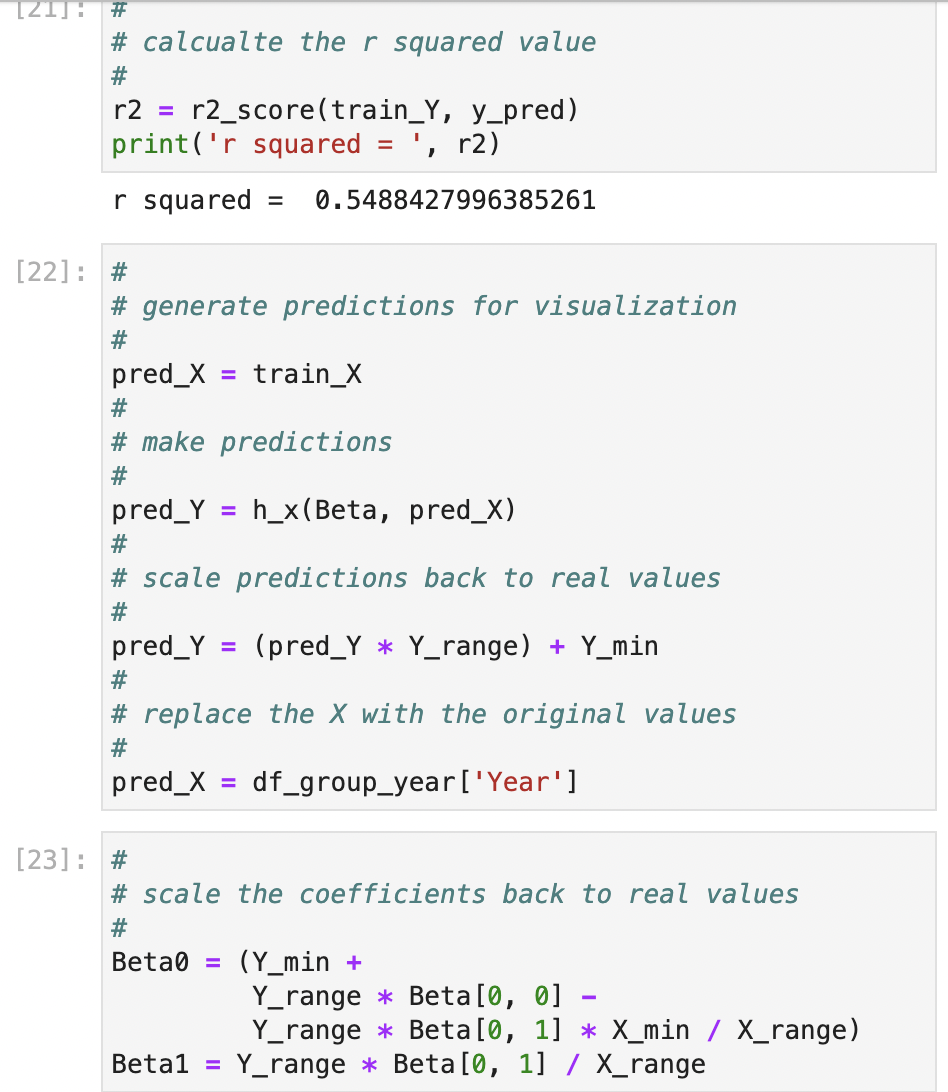 [21]: #
# calcualte the r squared value
#
r2 = r2_score(train_Y, y_pred)
print('r squared = ', r2)
r squared =  0.5488427996385261
[22]: #
# generate predictions for visualization
#
pred_X = train_X
#
# make predictions
#
pred_Y = h_x(Beta, pred_X)
#
# scale predictions back to real values
#
pred_Y = (pred_Y * Y_range) + Y_min
#
# replace the X with the original values
#
pred_X = df_group_year['Year']
[23]: #
# scale the coefficients back to real values
#
Beta0 = (Y_min +
         Y_range * Beta[0, 0] -
         Y_range * Beta[0, 1] * X_min / X_range)
Beta1 = Y_range * Beta[0, 1] / X_range